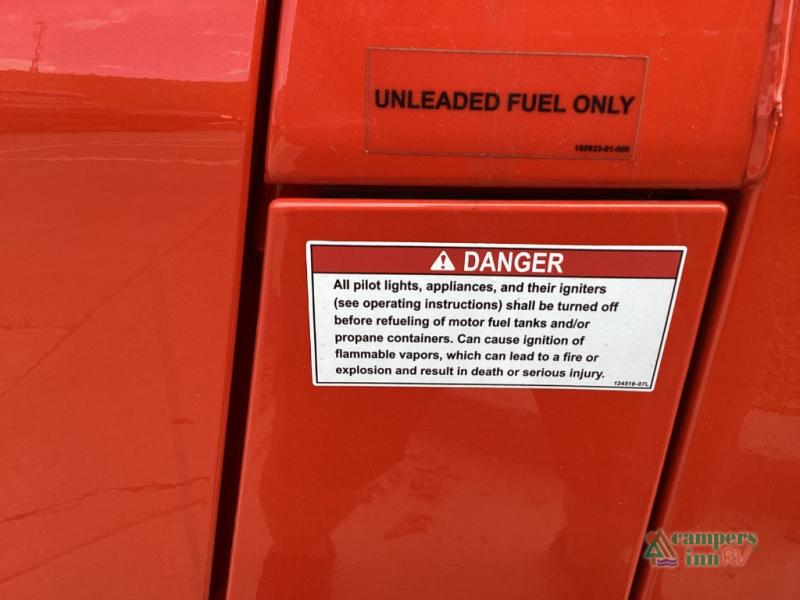 UNLEADED FUEL ONLY
165933-01-000
DANGER
All pilot lights, appliances, and their igniters
(see operating instructions) shall be turned off
before refueling of motor fuel tanks and/or
propane containers. Can cause ignition of
flammable vapors, which can lead to a fire or
explosion and result in death or serious injury.
124519-07L
campers
inn RV